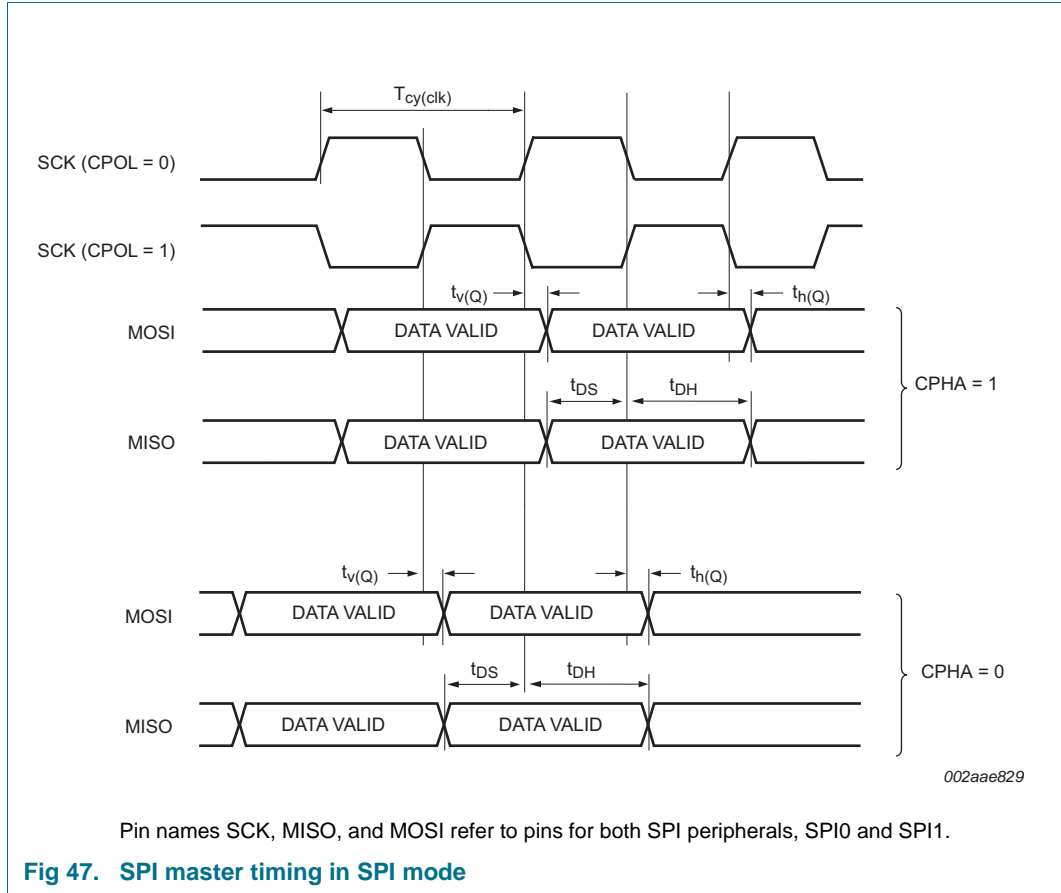 Tcy(clk)
SCK (CPOL = 0)
SCK (CPOL = 1)
tv(Q) th(Q)
MOSI DATA VALID DATA VALID
CPHA = 1
tDS tDH
MISO DATA VALID DATA VALID
tv(Q) th(Q)
MOSI DATA VALID DATA VALID
tDS tDH
CPHA = 0
MISO DATA VALID DATA VALID
002aae829
Pin names SCK, MISO, and MOSI refer to pins for both SPI peripherals, SPI0 and SPI1.
Fig 47. SPI master timing in SPI mode